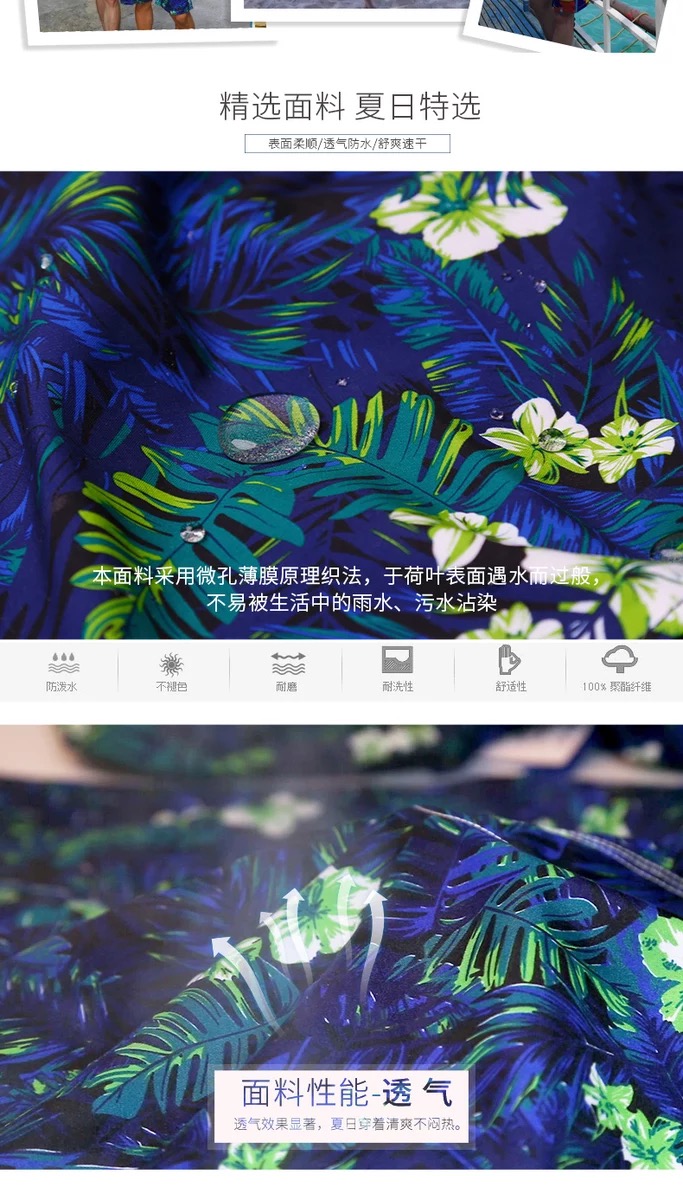 精选面料 夏日特选
表面柔顺/透气防水/舒爽速干
本面料采用微孔薄膜原理织法，于荷叶表面遇水而过般，
不易被生活中的雨水、污水沾染
防泼水
不褪色
耐磨
耐洗性
舒适性
100% 聚酯纤维
面料性能-透 气
透气效果显著，夏日穿着清爽不闷热。